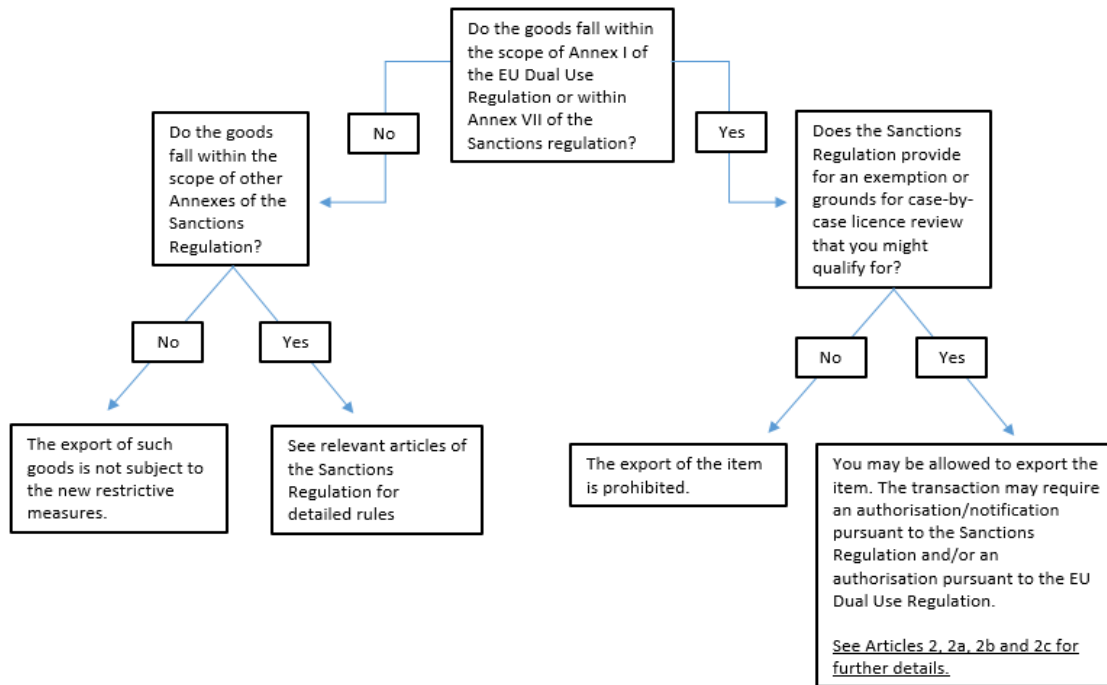 Do the goods fall within
the scope of Annex I of
the EU Dual Use
Regulation or within
Annex VII of the
Sanctions regulation?
No
Yes
Do the goods
fall within the
scope of other
Annexes of the
Sanctions
Regulation?
Does the Sanctions
Regulation provide
for an exemption or
grounds for case-by-
case licence review
that you might
qualify for?
No
Yes
No
Yes
The export of such
goods is not subject to
the new restrictive
measures.
See relevant articles of
the Sanctions
Regulation for
detailed rules
The export of the item
is prohibited.
You may be allowed to export the
item. The transaction may require
an authorisation/notification
pursuant to the Sanctions
Regulation and/or an
authorisation pursuant to the EU
Dual Use Regulation.
See Articles 2, 2a, 2b and 2c for
further details.